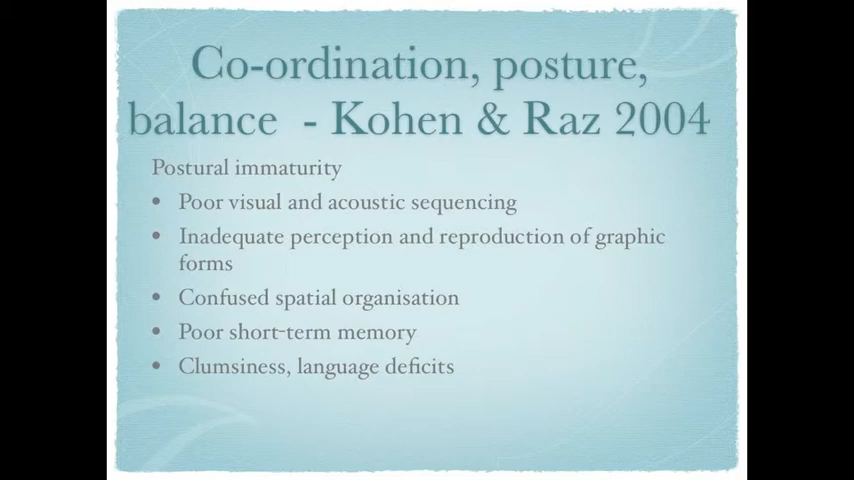 Co-ordination, posture,
balance - Kohen & Raz 2004
Postural immaturity
• Poor visual and acoustic sequencing
• Inadequate perception and reproduction of graphic
forms
• Confused spatial organisation
• Poor short-term memory
• Clumsiness, language deficits